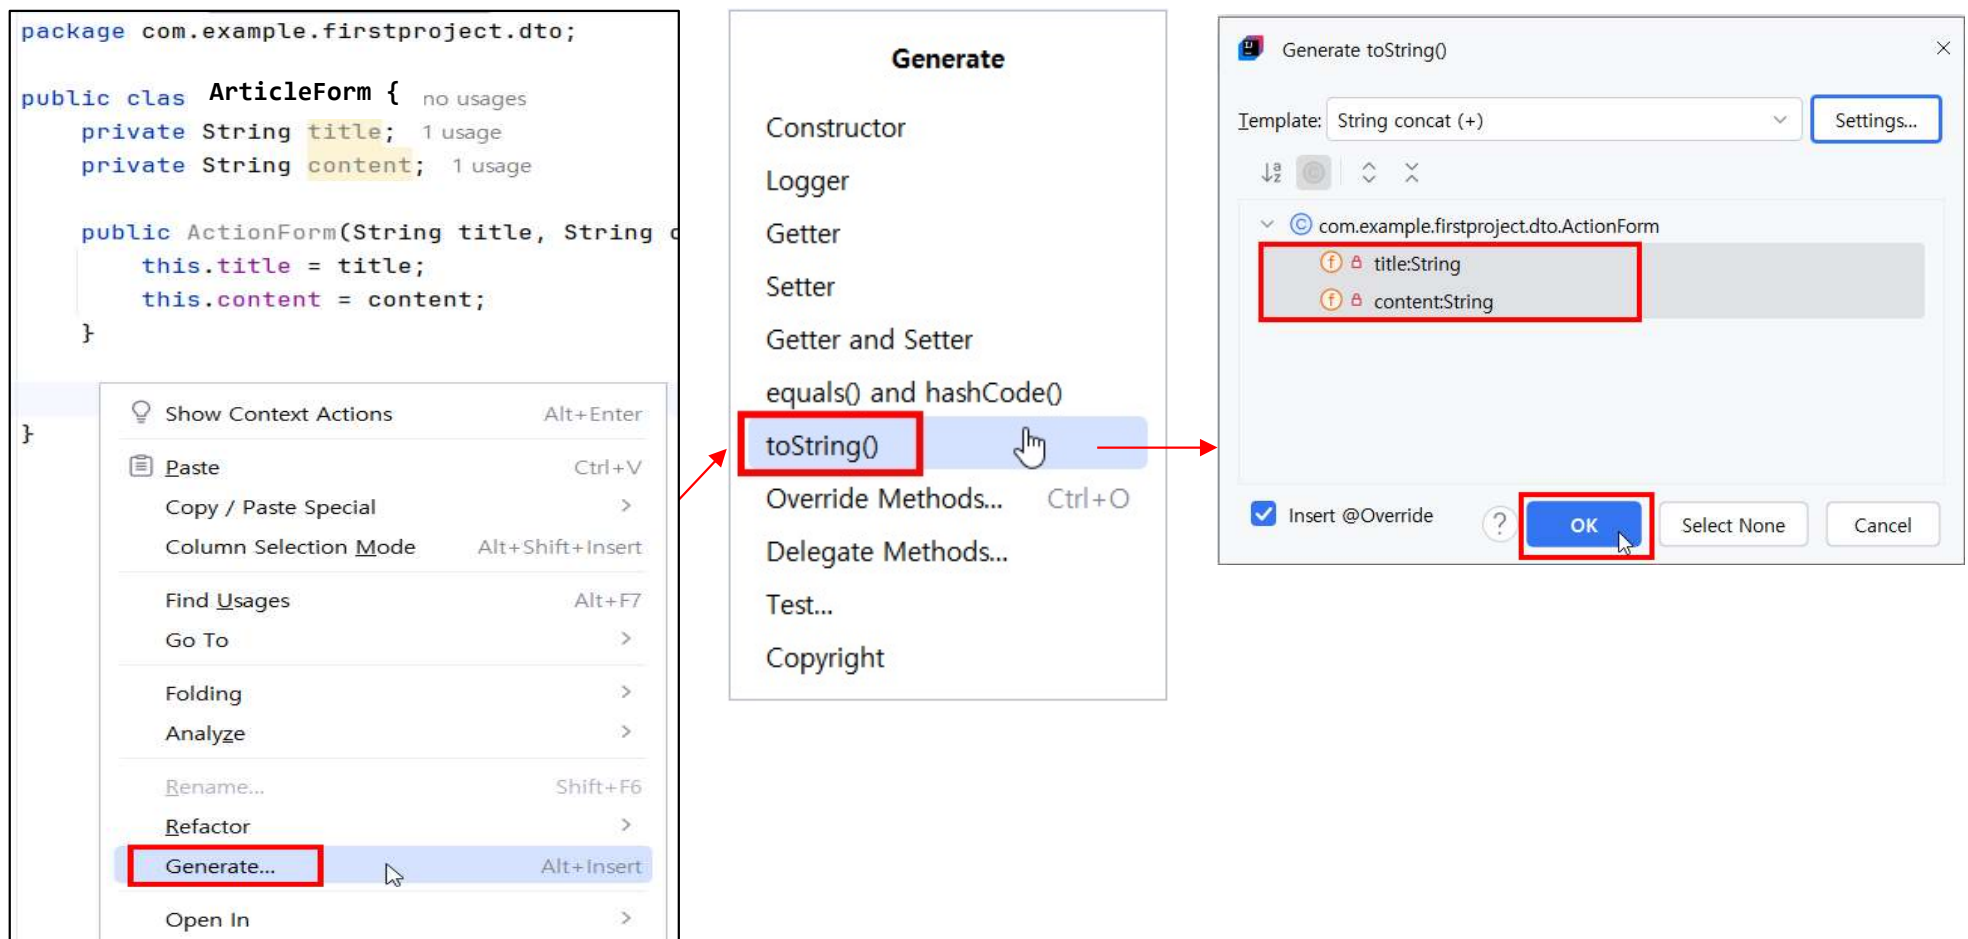 package com.example.firstproject.dto;
public clas ArticleForm { no usages
private String title; 1 usage
private String content; 1 usage
public ActionForm(String title, String c
this.title = title;
this.content = content;
}
}
Show Context Actions Alt+Enter
Paste Ctrl+V
Copy / Paste Special
Column Selection Mode Alt+Shift+Insert
Find Usages Alt+F7
Go To
Folding
Analyze
Rename... Shift+F6
Refactor
Generate... Alt+Insert
Open In
Generate
Constructor
Logger
Getter
Setter
Getter and Setter
equals() and hashCode()
toString()
Override Methods... Ctrl+O
Delegate Methods...
Test...
Copyright
Generate toString()
Template: String concat (+) Settings...
com.example.firstproject.dto.ActionForm
title:String
content:String
Insert @Override ? OK Select None Cancel